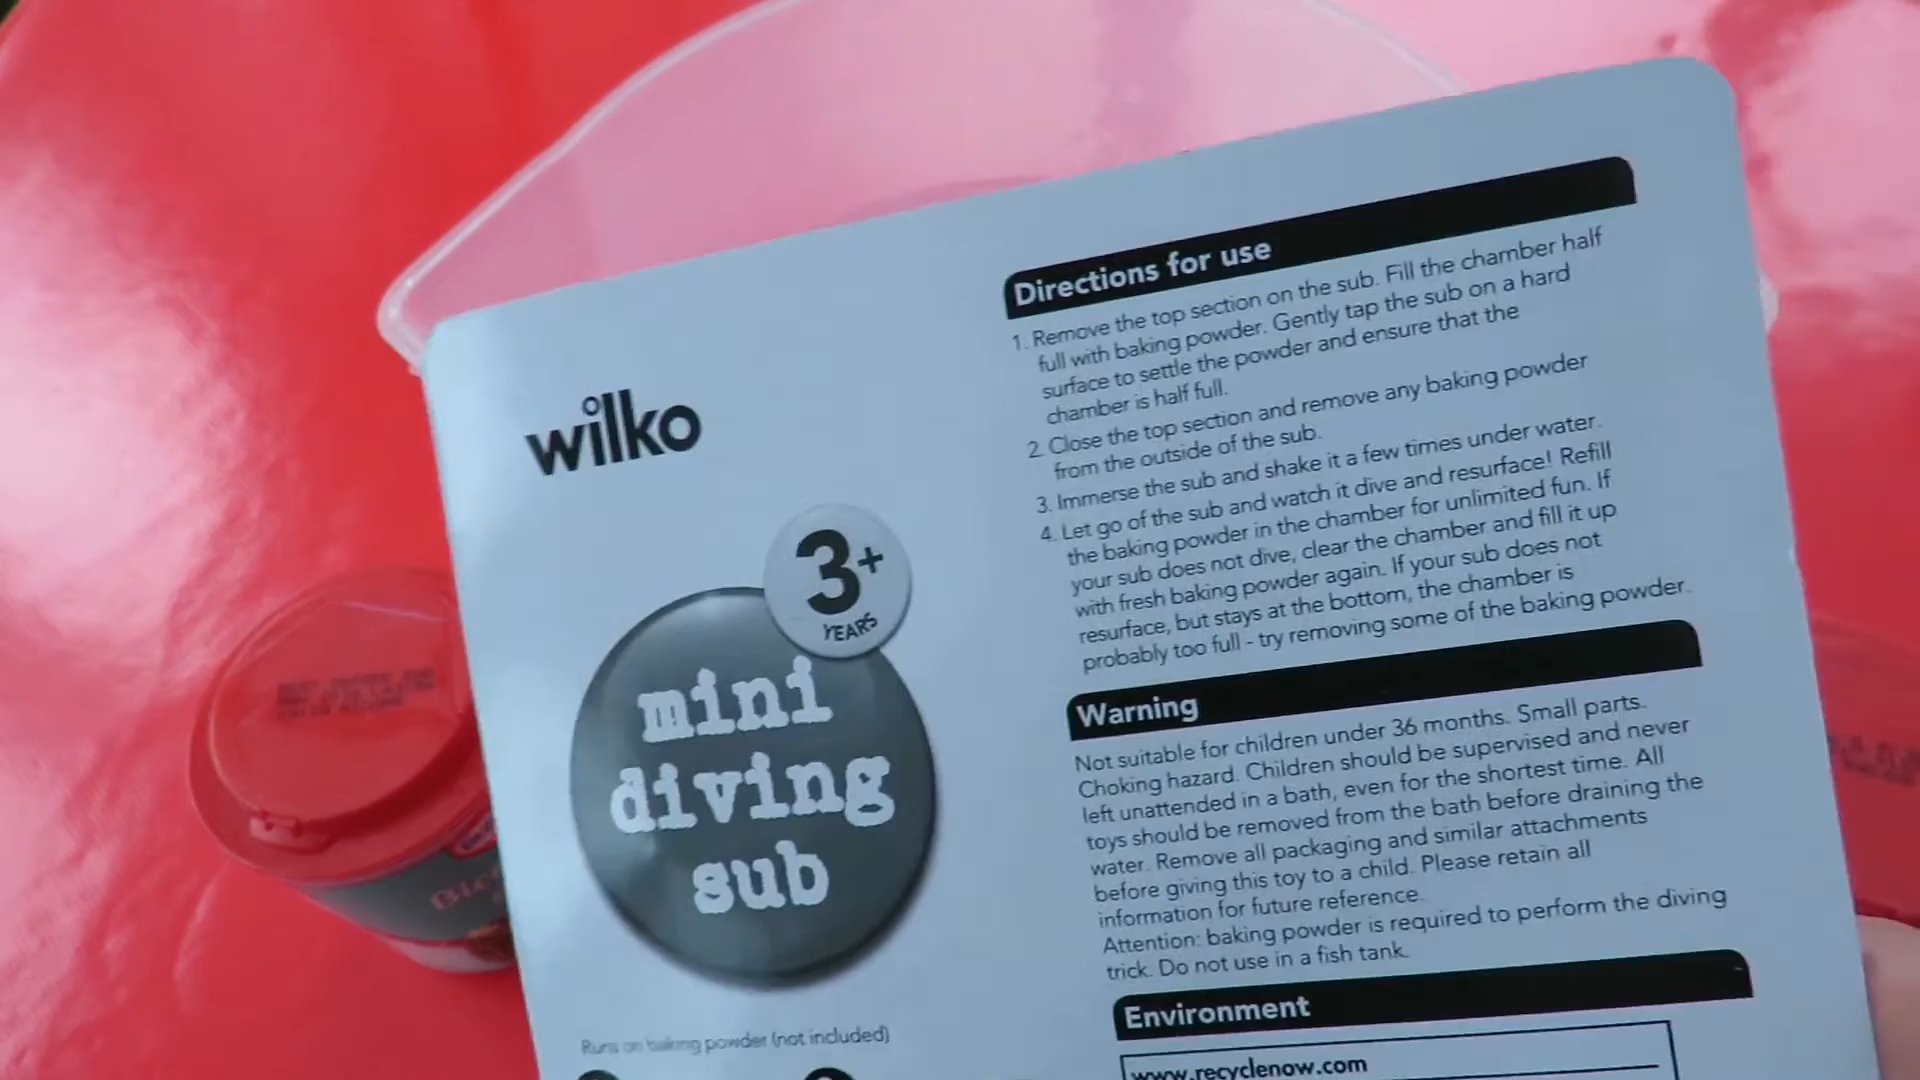 wilko
3+
YEARS
mini
diving
sub
Runs on baking powder (not included)
Directions for use
1. Remove the top section on the sub. Fill the chamber half
full with baking powder. Gently tap the sub on a hard
surface to settle the powder and ensure that the
chamber is half full.
2. Close the top section and remove any baking powder
from the outside of the sub.
3. Immerse the sub and shake it a few times under water.
4. Let go of the sub and watch it dive and resurface! Refill
the baking powder in the chamber for unlimited fun. If
your sub does not dive, clear the chamber and fill it up
with fresh baking powder again. If your sub does not
resurface, but stays at the bottom, the chamber is
probably too full - try removing some of the baking powder.
Warning
Not suitable for children under 36 months. Small parts.
Choking hazard. Children should be supervised and never
left unattended in a bath, even for the shortest time. All
toys should be removed from the bath before draining the
water. Remove all packaging and similar attachments
before giving this toy to a child. Please retain all
information for future reference.
Attention: baking powder is required to perform the diving
trick. Do not use in a fish tank.
Environment
www.recyclenow.com